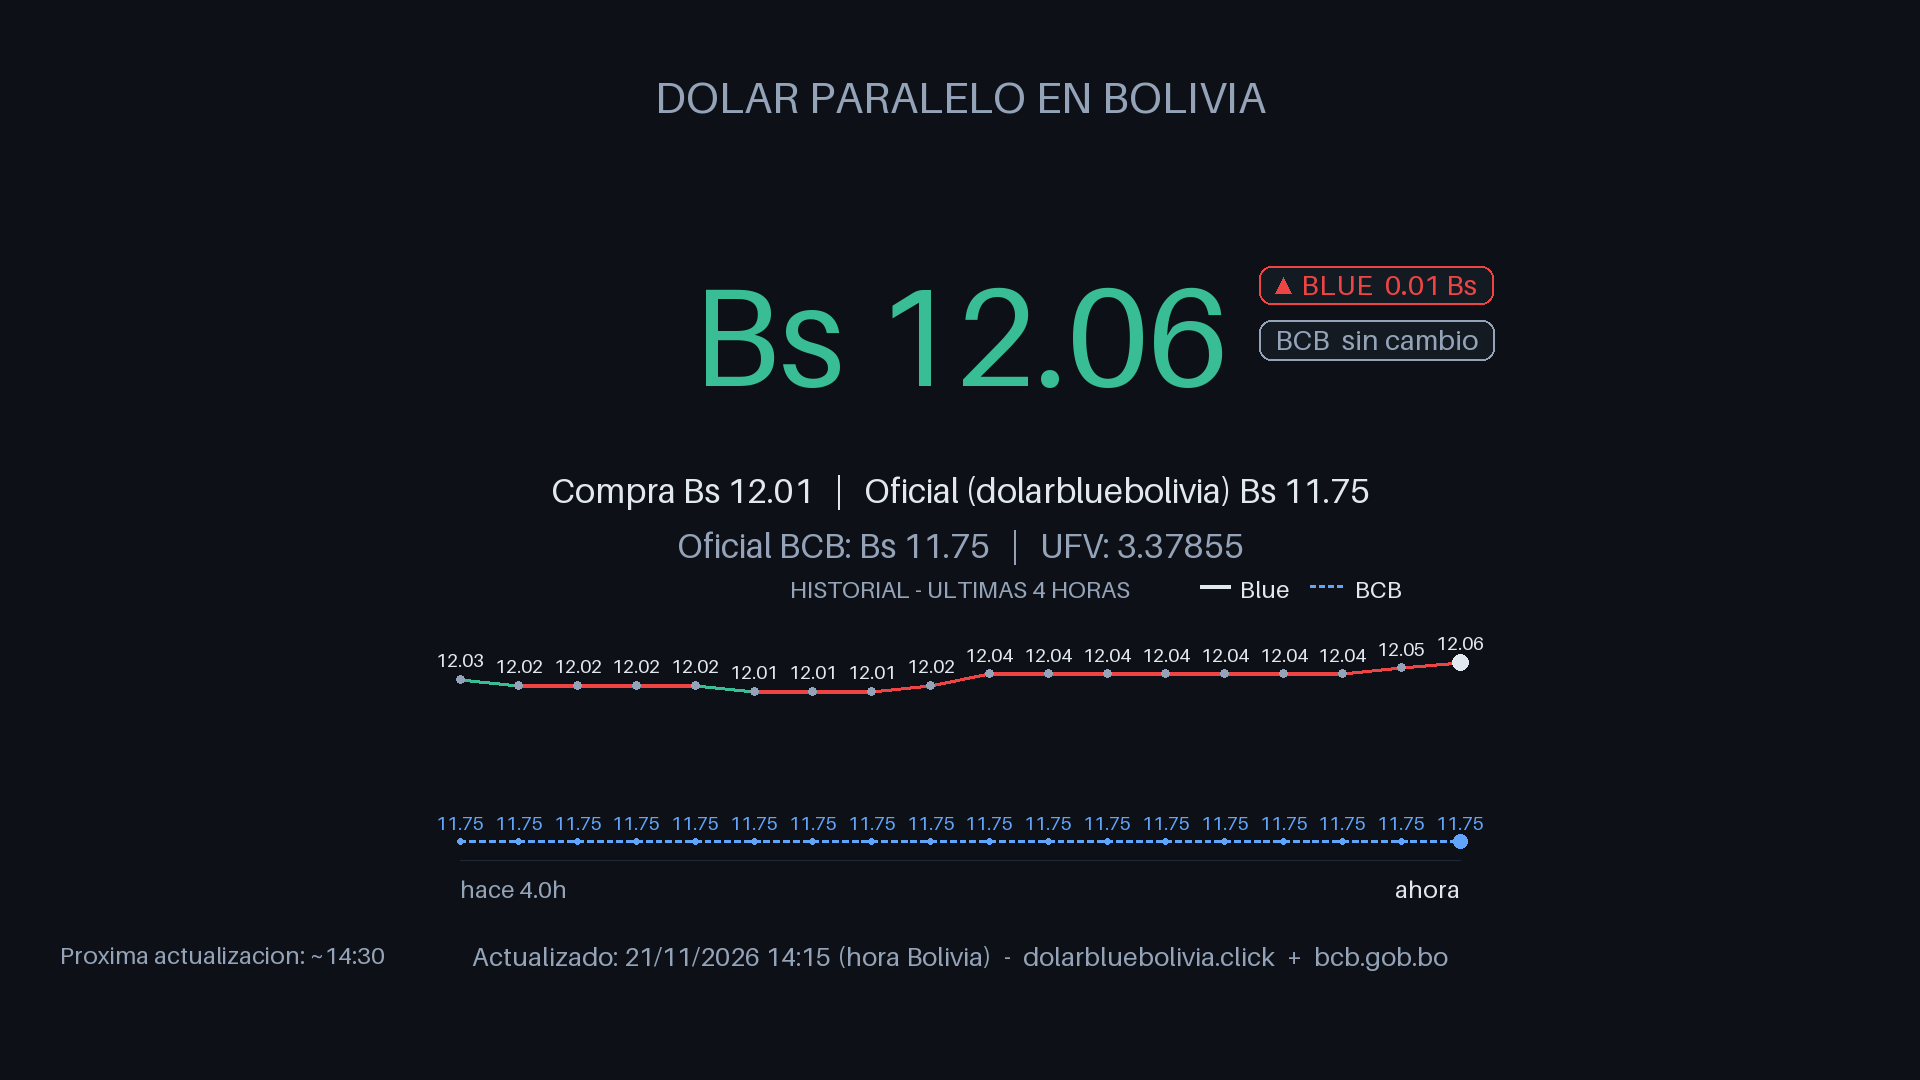 DOLAR PARALELO EN BOLIVIA
Bs 12.06
▲ BLUE 0.01 Bs
BCB sin cambio
Compra Bs 12.01 | Oficial (dolarbluebolivia) Bs 11.75
Oficial BCB: Bs 11.75 | UFV: 3.37855
HISTORIAL - ULTIMAS 4 HORAS Blue BCB
12.03 12.02 12.02 12.02 12.02 12.01 12.01 12.01 12.02 12.04 12.04 12.04 12.04 12.04 12.04 12.04 12.05 12.06
11.75 11.75 11.75 11.75 11.75 11.75 11.75 11.75 11.75 11.75 11.75 11.75 11.75 11.75 11.75 11.75 11.75 11.75
hace 4.0h ahora
Proxima actualizacion: ~14:30 Actualizado: 21/11/2026 14:15 (hora Bolivia) - dolarbluebolivia.click + bcb.gob.bo